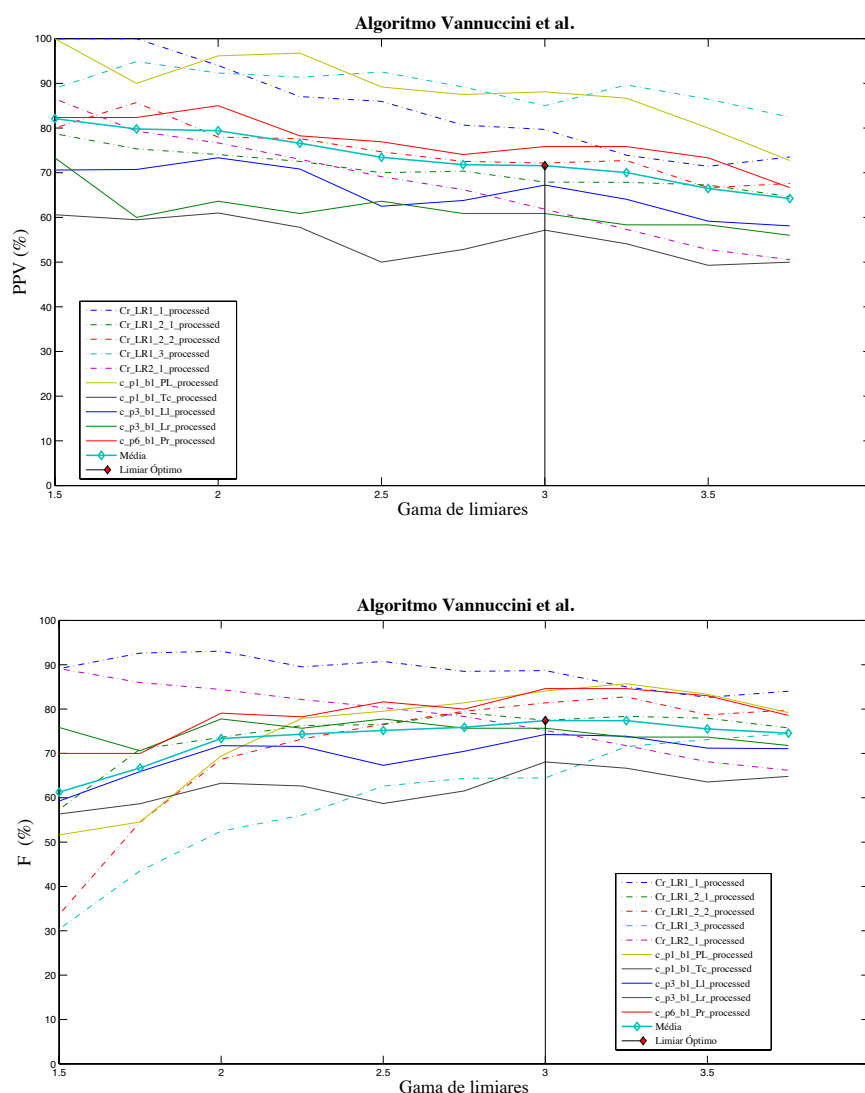 Algoritmo Vannuccini et al.
100
90
80
70
60
50
40
30
20
10
0
PPV (%)
Cr_LR1_1_processed
Cr_LR1_2_1_processed
Cr_LR1_2_2_processed
Cr_LR1_3_processed
Cr_LR2_1_processed
c_p1_b1_PL_processed
c_p1_b1_Tc_processed
c_p3_b1_Ll_processed
c_p3_b1_Lr_processed
c_p6_b1_Pr_processed
Média
Limiar Óptimo
1.5 2 2.5 3 3.5
Gama de limiares
Algoritmo Vannuccini et al.
100
90
80
70
60
50
40
30
20
10
0
F (%)
Cr_LR1_1_processed
Cr_LR1_2_1_processed
Cr_LR1_2_2_processed
Cr_LR1_3_processed
Cr_LR2_1_processed
c_p1_b1_PL_processed
c_p1_b1_Tc_processed
c_p3_b1_Ll_processed
c_p3_b1_Lr_processed
c_p6_b1_Pr_processed
Média
Limiar Óptimo
1.5 2 2.5 3 3.5
Gama de limiares